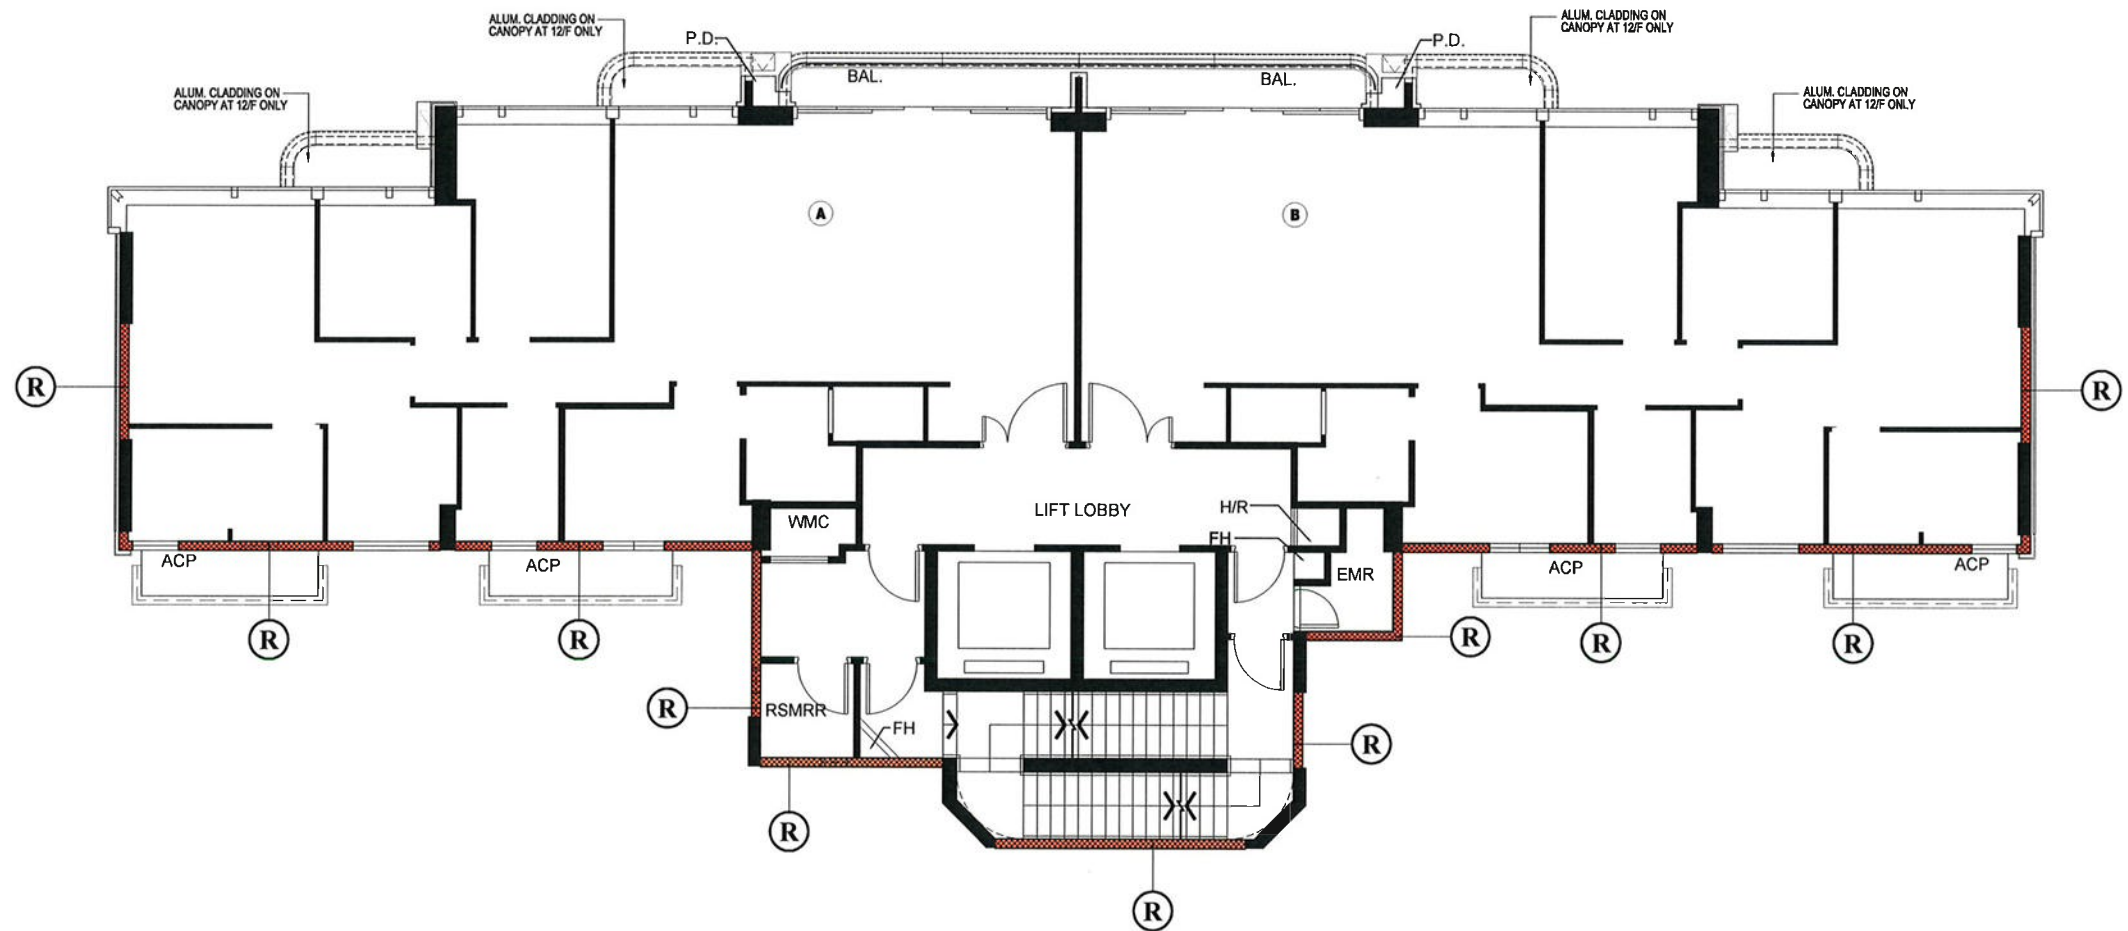 ALUM. CLADDING ON
CANOPY AT 12/F ONLY
ALUM. CLADDING ON
CANOPY AT 12/F ONLY
P.D.
P.D.
BAL.
BAL.
ALUM. CLADDING ON
CANOPY AT 12/F ONLY
ALUM. CLADDING ON
CANOPY AT 12/F ONLY
A
B
R
R
LIFT LOBBY
H/R
WMC
FH
ACP
ACP
EMR
ACP
ACP
R
R
R
R
R
R
RSMRR
FH
R
R
R